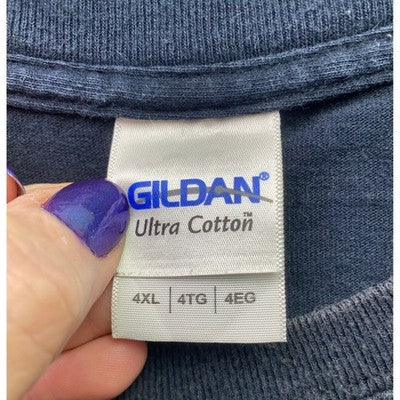 GILDAN®
Ultra Cotton™
4XL | 4TG | 4EG